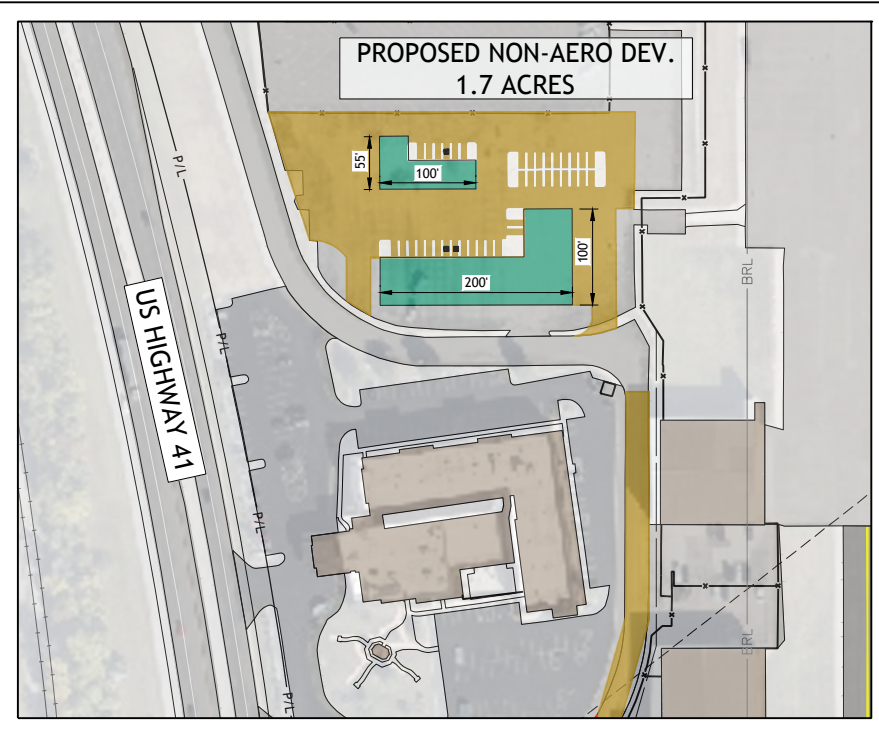 PROPOSED NON-AERO DEV.
1.7 ACRES
P/L
55'
100'
100'
200'
BRL
US HIGHWAY 41
P/L
P/L
P/L
BRL